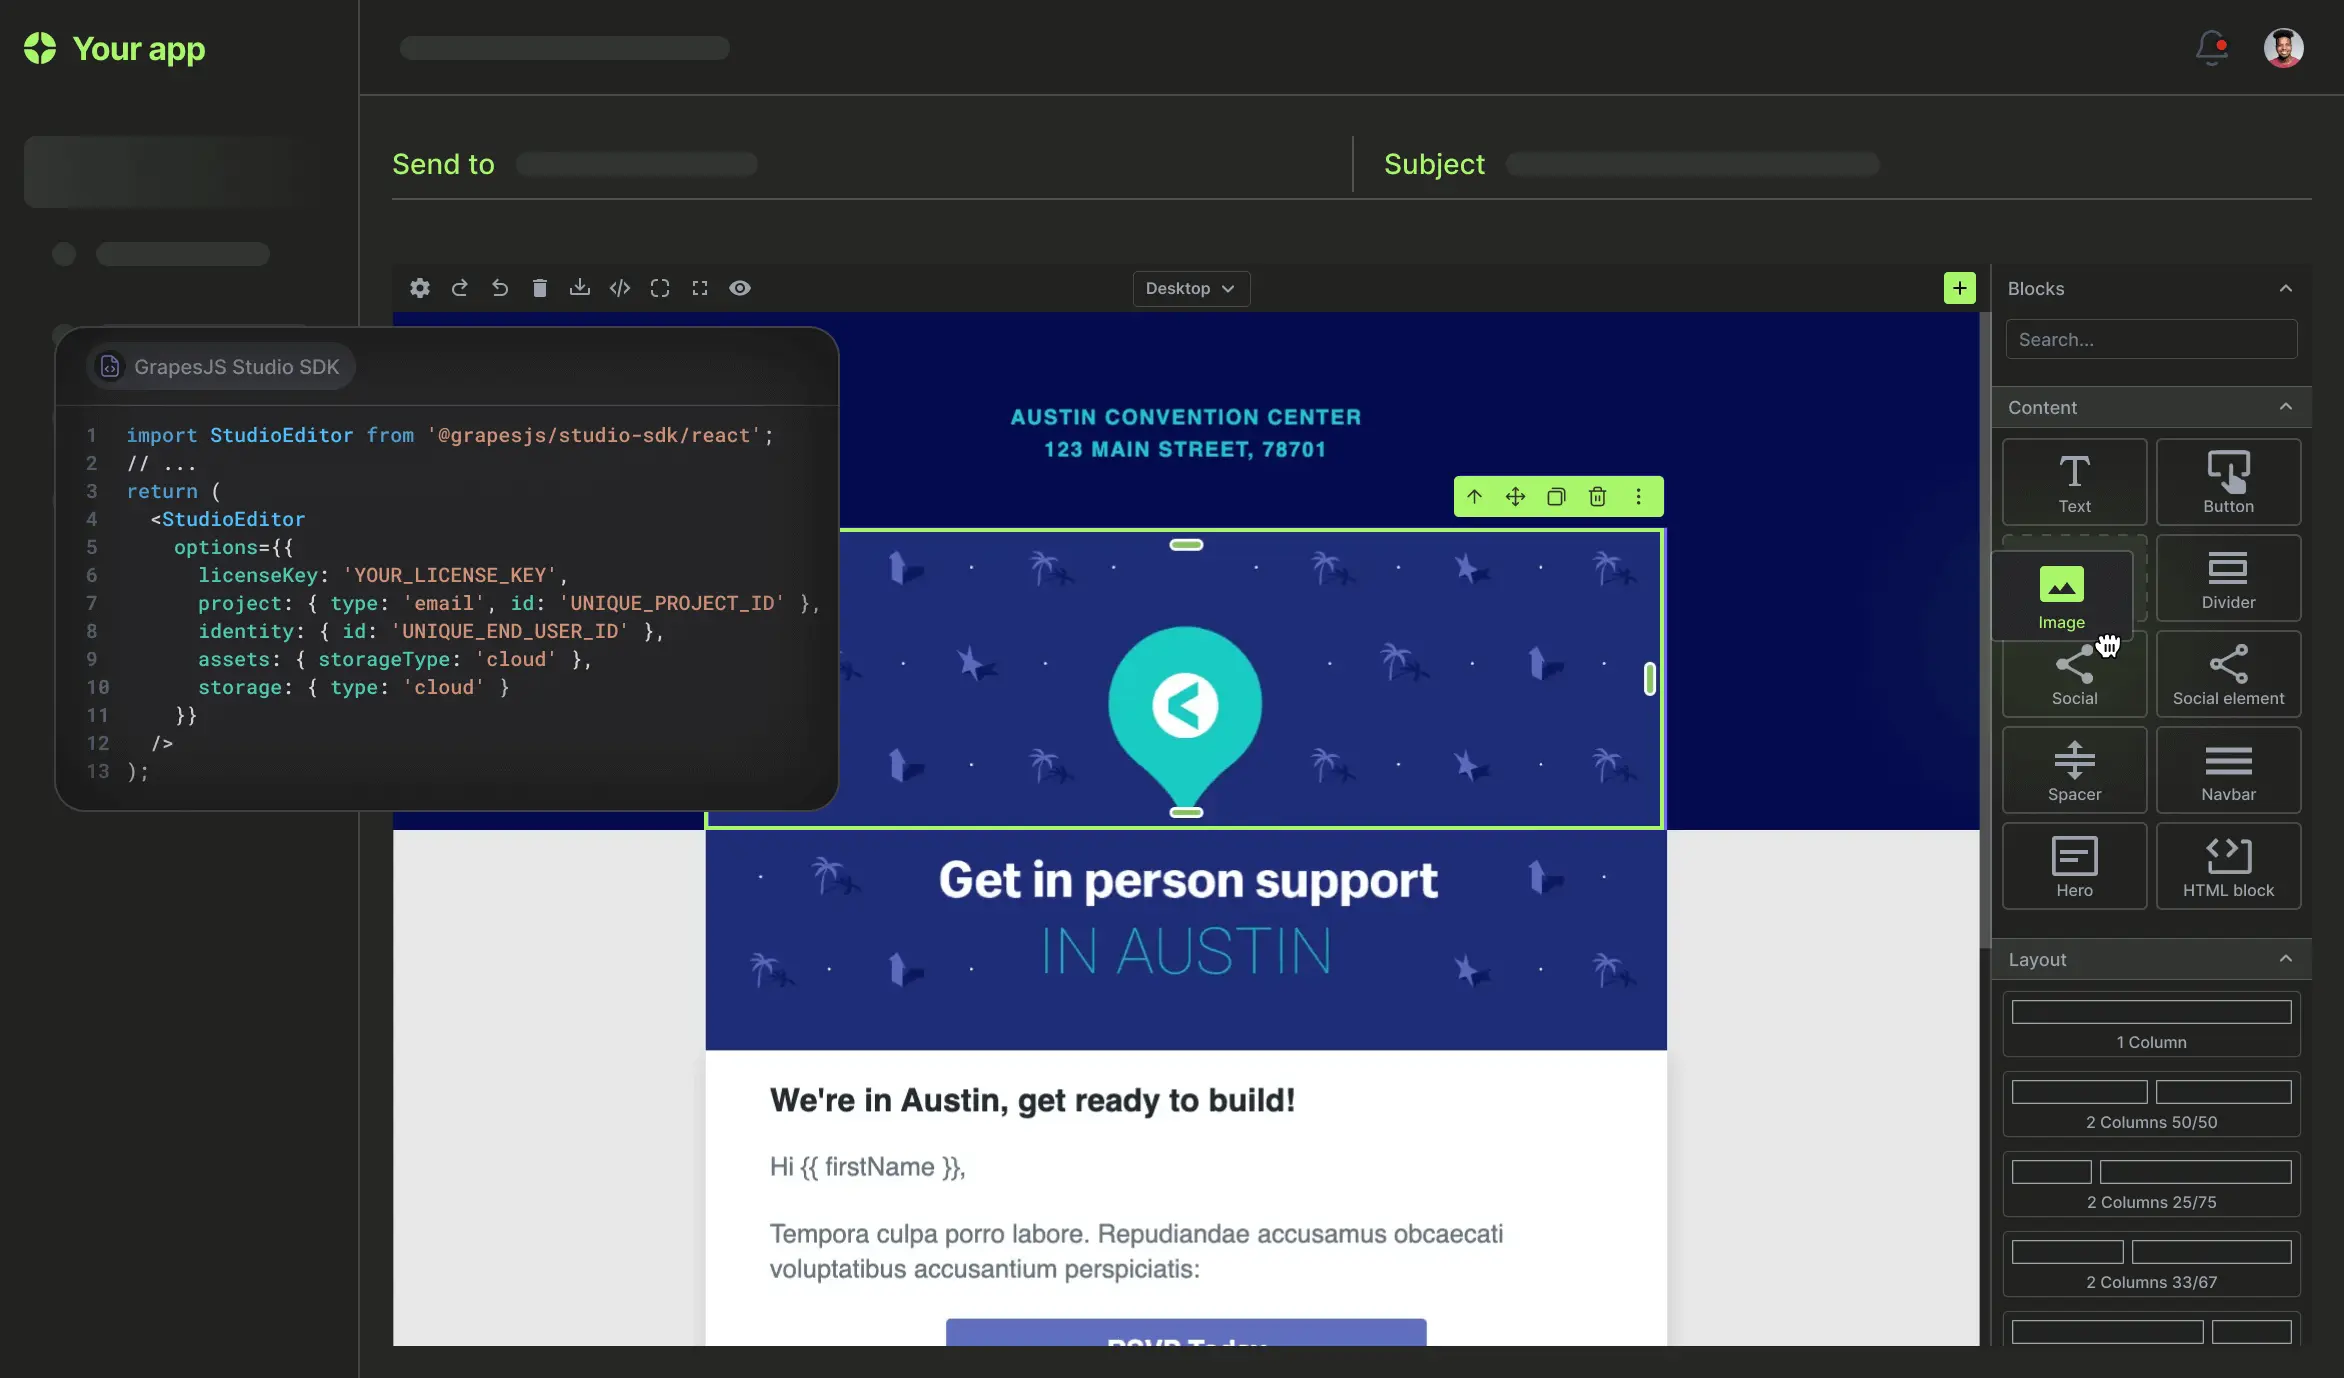 Your app
Send to
Subject
Desktop
Blocks
Search...
GrapesJS Studio SDK
1 import StudioEditor from '@grapesjs/studio-sdk/react';
2 // ...
3 return (
4 <StudioEditor
5 options={{
6 licenseKey: 'YOUR_LICENSE_KEY',
7 project: { type: 'email', id: 'UNIQUE_PROJECT_ID' },
8 identity: { id: 'UNIQUE_END_USER_ID' },
9 assets: { storageType: 'cloud' },
10 storage: { type: 'cloud' }
11 }}
12 />
13 );
AUSTIN CONVENTION CENTER
123 MAIN STREET, 78701
Get in person support
IN AUSTIN
We're in Austin, get ready to build!
Hi {{ firstName }},
Tempora culpa porro labore. Repudiandae accusamus obcaecati
voluptatibus accusantium perspiciatis:
RSVP Today
Content
Text
Button
Image
Divider
Social
Social element
Spacer
Navbar
Hero
HTML block
Layout
1 Column
2 Columns 50/50
2 Columns 25/75
2 Columns 33/67